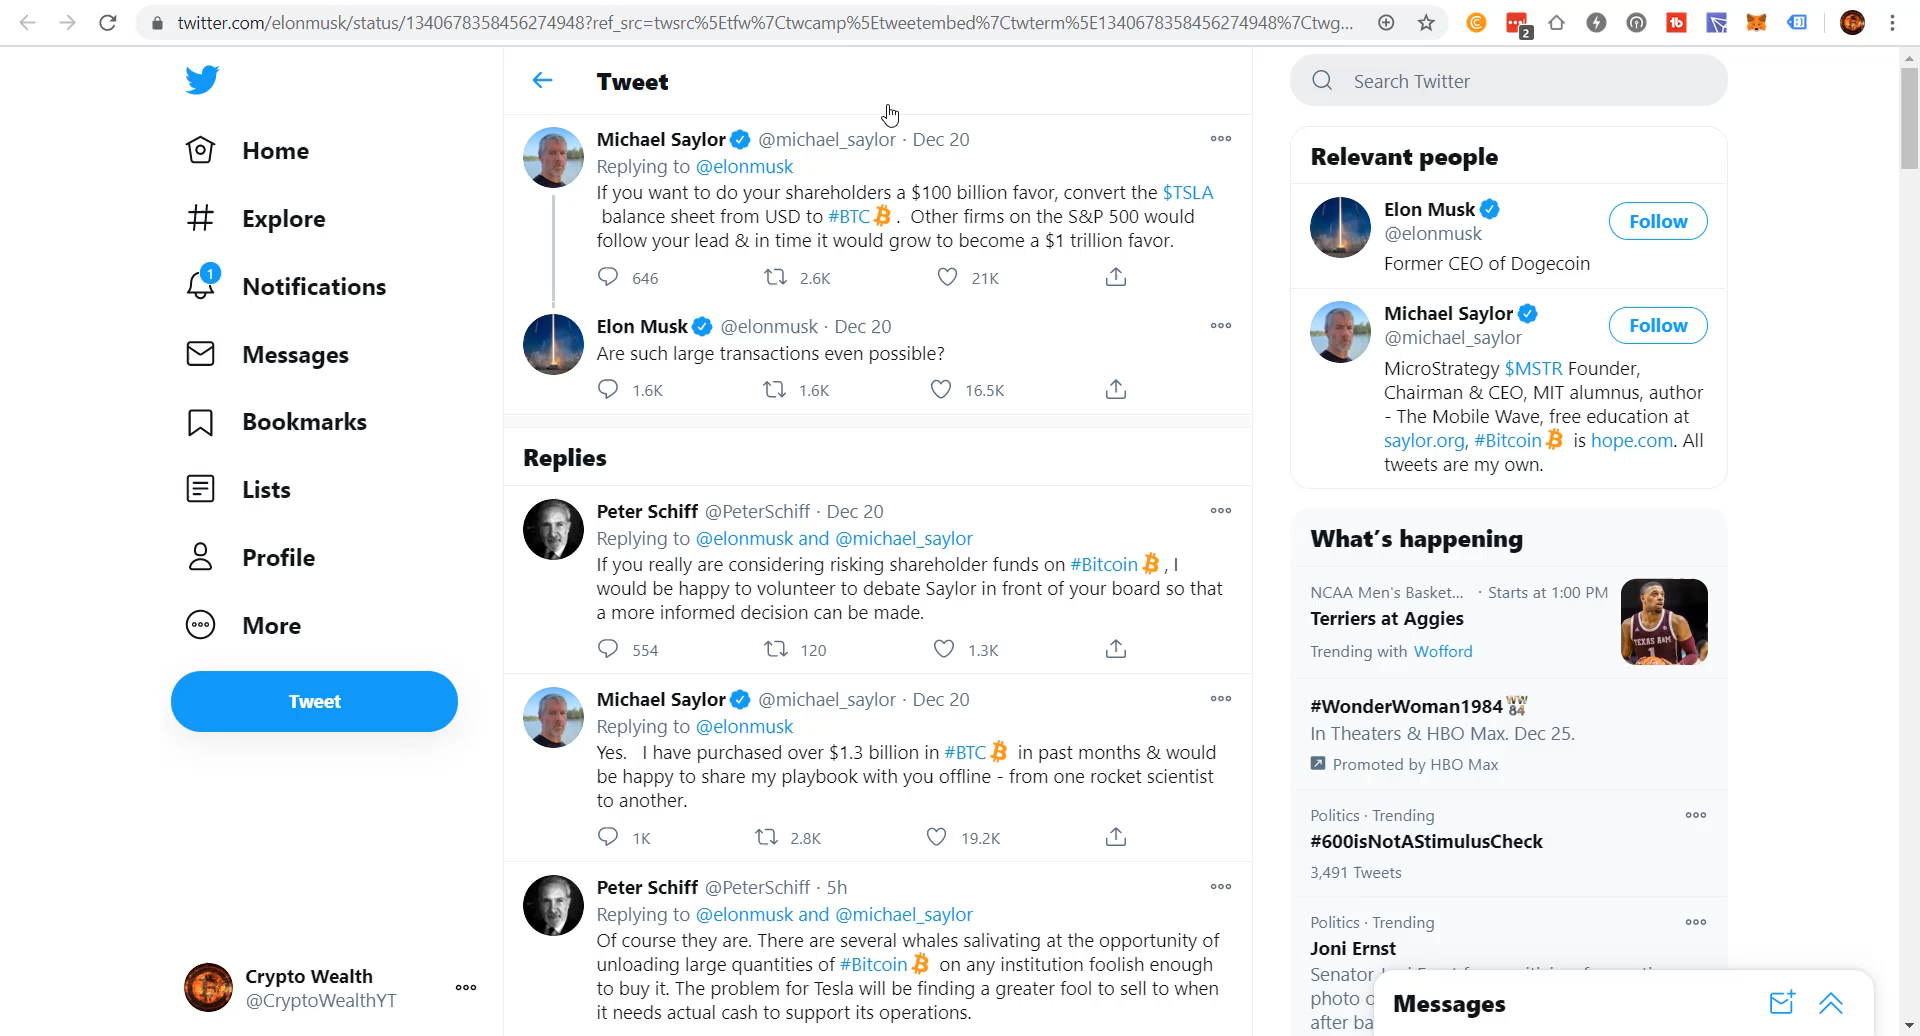 twitter.com/elonmusk/status/1340678358456274948?ref_src=twsrc%5Etfw%7Ctwcamp%5Etweetembed%7Ctwterm%5E1340678358456274948%7Ctwg...
2
Home
Explore
1
Notifications
Messages
Bookmarks
Lists
Profile
More
Tweet
Crypto Wealth
@CryptoWealthYT
Tweet
Michael Saylor @michael_saylor · Dec 20
Replying to @elonmusk
If you want to do your shareholders a $100 billion favor, convert the $TSLA
balance sheet from USD to #BTC. Other firms on the S&P 500 would
follow your lead & in time it would grow to become a $1 trillion favor.
646 2.6K 21K
Elon Musk @elonmusk · Dec 20
Are such large transactions even possible?
1.6K 1.6K 16.5K
Replies
Peter Schiff @PeterSchiff · Dec 20
Replying to @elonmusk and @michael_saylor
If you really are considering risking shareholder funds on #Bitcoin, I
would be happy to volunteer to debate Saylor in front of your board so that
a more informed decision can be made.
554 120 1.3K
Michael Saylor @michael_saylor · Dec 20
Replying to @elonmusk
Yes. I have purchased over $1.3 billion in #BTC in past months & would
be happy to share my playbook with you offline - from one rocket scientist
to another.
1K 2.8K 19.2K
Peter Schiff @PeterSchiff · 5h
Replying to @elonmusk and @michael_saylor
Of course they are. There are several whales salivating at the opportunity of
unloading large quantities of #Bitcoin on any institution foolish enough
to buy it. The problem for Tesla will be finding a greater fool to sell to when
it needs actual cash to support its operations.
Search Twitter
Relevant people
Elon Musk
@elonmusk
Follow
Former CEO of Dogecoin
Michael Saylor
@michael_saylor
Follow
MicroStrategy $MSTR Founder,
Chairman & CEO, MIT alumnus, author
- The Mobile Wave, free education at
saylor.org, #Bitcoin is hope.com. All
tweets are my own.
What's happening
NCAA Men's Basket... · Starts at 1:00 PM
Terriers at Aggies
Trending with Wofford
TEXAS A&M
1
#WonderWoman1984 WW 84
In Theaters & HBO Max. Dec 25.
Promoted by HBO Max
Politics · Trending
#600isNotAStimulusCheck
3,491 Tweets
Politics · Trending
Joni Ernst
Senator
photo
after
Messages